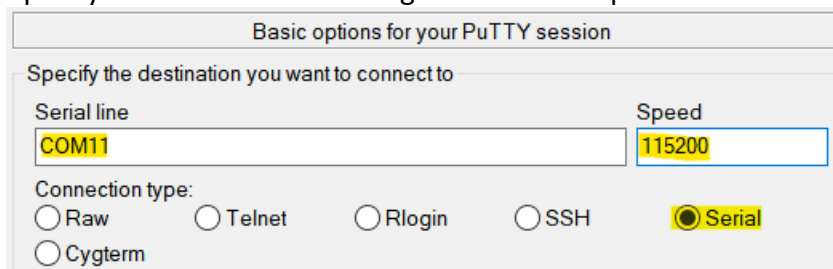 Basic options for your PuTTY session
Specify the destination you want to connect to
Serial line Speed
COM11 115200
Connection type:
Raw Telnet Rlogin SSH Serial
Cygterm